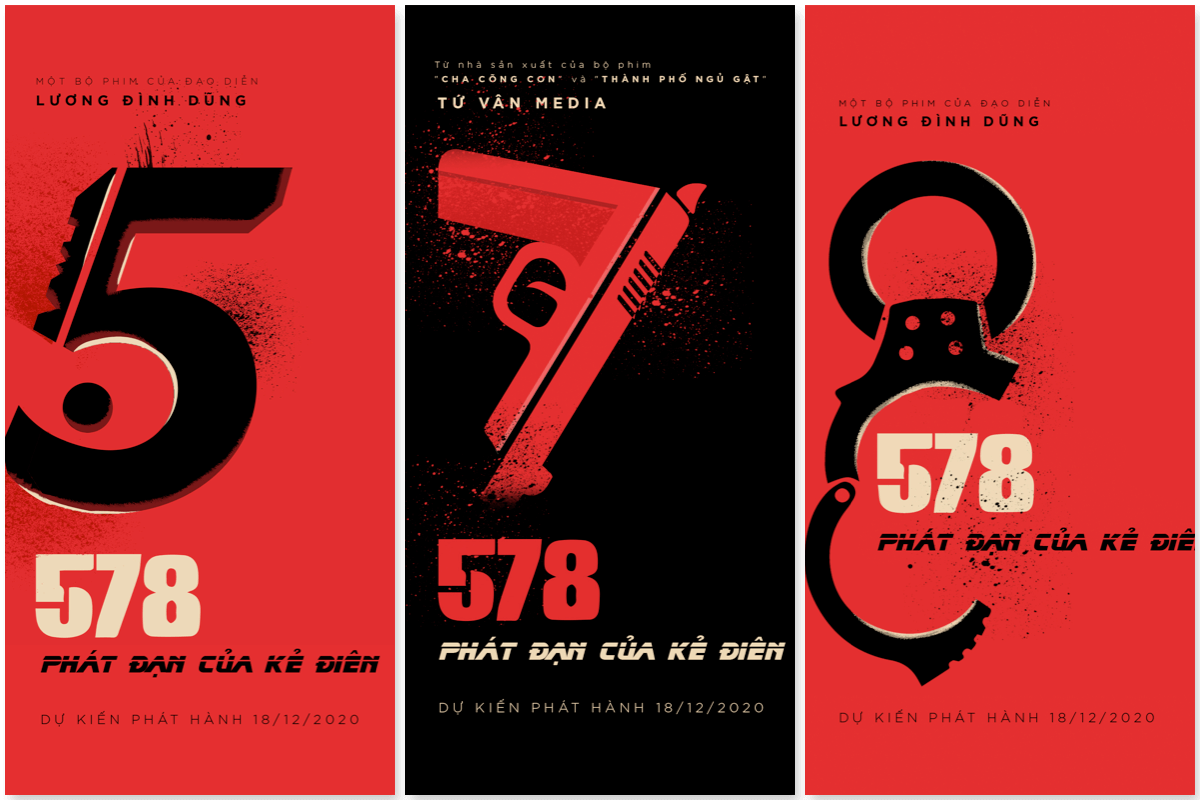 MỘT BỘ PHIM CỦA ĐẠO DIỄN
LƯƠNG ĐÌNH DŨNG
5
578
PHÁT ĐẠN CỦA KẺ ĐIÊN
DỰ KIẾN PHÁT HÀNH 18/12/2020
Từ nhà sản xuất của bộ phim
"CHA CÕNG CON" và "THÀNH PHỐ NGỦ GẬT"
TỨ VÂN MEDIA
7
578
PHÁT ĐẠN CỦA KẺ ĐIÊN
DỰ KIẾN PHÁT HÀNH 18/12/2020
MỘT BỘ PHIM CỦA ĐẠO DIỄN
LƯƠNG ĐÌNH DŨNG
8
578
PHÁT ĐẠN CỦA KẺ ĐIÊ
DỰ KIẾN PHÁT HÀNH 18/12/2020